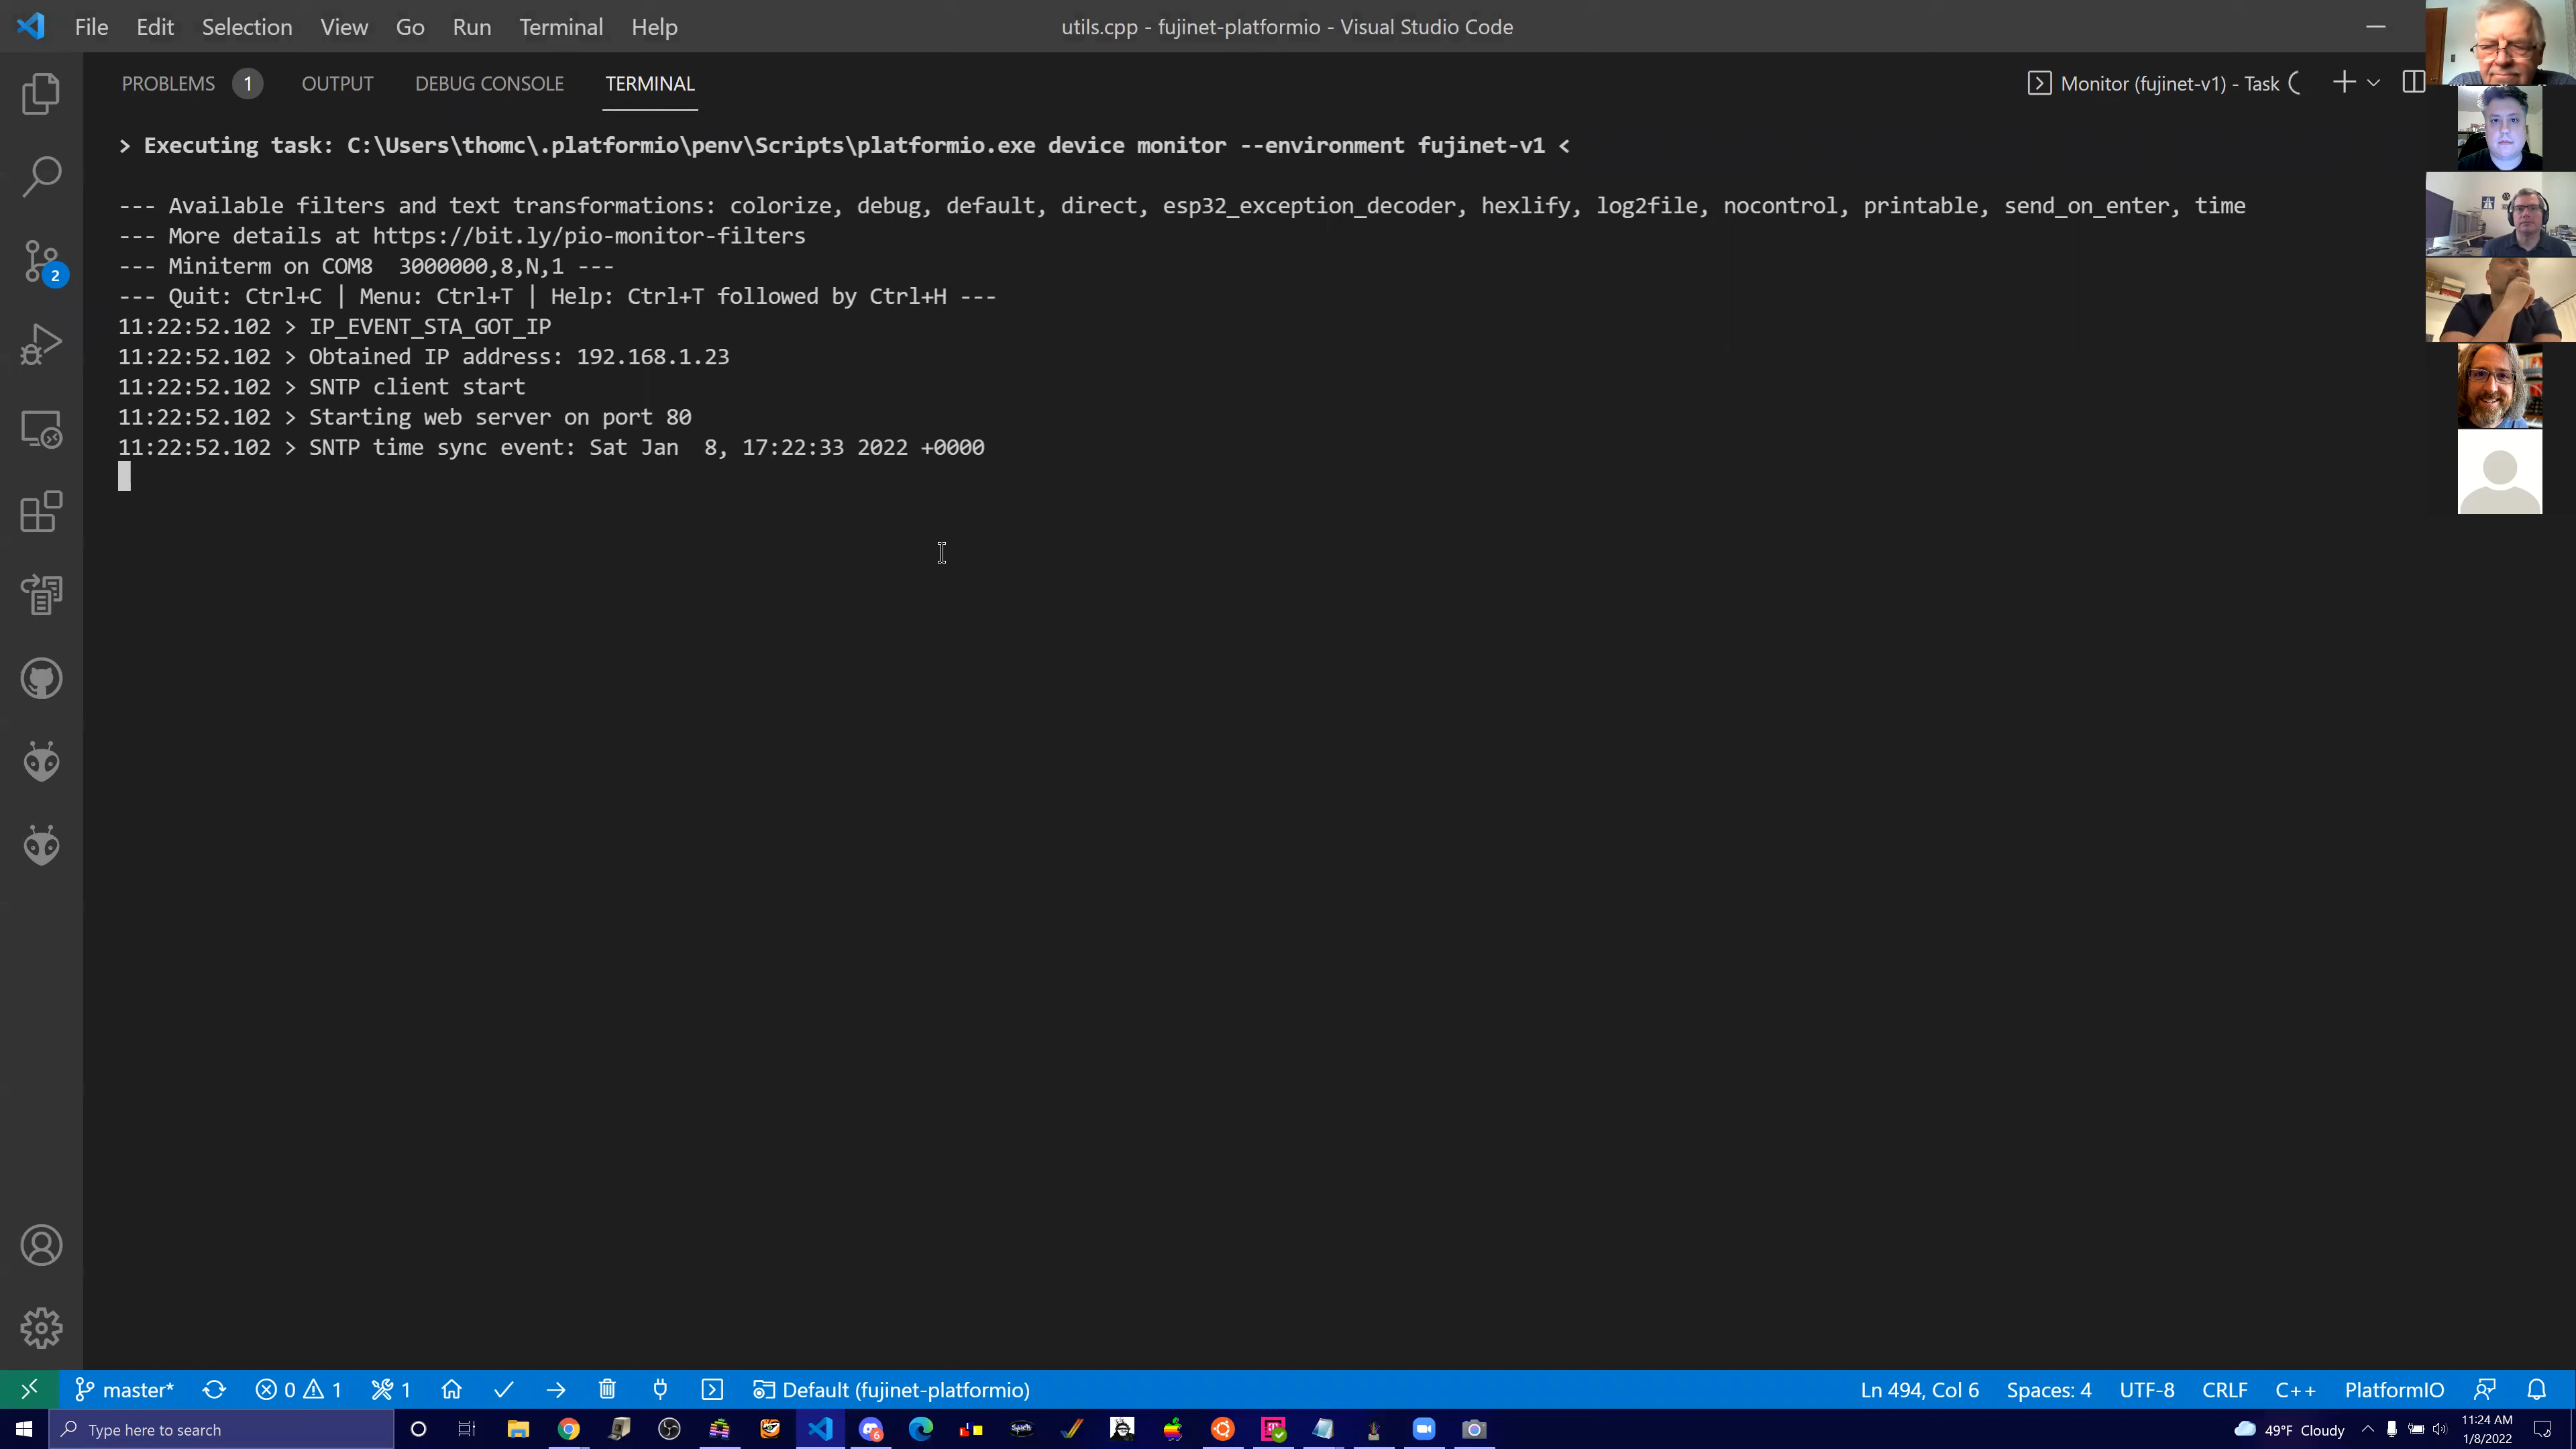 File Edit Selection View Go Run Terminal Help
utils.cpp - fujinet-platformio - Visual Studio Code
PROBLEMS 1 OUTPUT DEBUG CONSOLE TERMINAL
Monitor (fujinet-v1) - Task
> Executing task: C:\Users\thomc\.platformio\penv\Scripts\platformio.exe device monitor --environment fujinet-v1 <
--- Available filters and text transformations: colorize, debug, default, direct, esp32_exception_decoder, hexlify, log2file, nocontrol, printable, send_on_enter, time
--- More details at https://bit.ly/pio-monitor-filters
--- Miniterm on COM8  3000000,8,N,1 ---
--- Quit: Ctrl+C | Menu: Ctrl+T | Help: Ctrl+T followed by Ctrl+H ---
11:22:52.102 > IP_EVENT_STA_GOT_IP
11:22:52.102 > Obtained IP address: 192.168.1.23
11:22:52.102 > SNTP client start
11:22:52.102 > Starting web server on port 80
11:22:52.102 > SNTP time sync event: Sat Jan  8, 17:22:33 2022 +0000
2
master* 0 1 1 Default (fujinet-platformio)
Ln 494, Col 6 Spaces: 4 UTF-8 CRLF C++ PlatformIO
Type here to search
6
49°F Cloudy
11:24 AM
1/8/2022